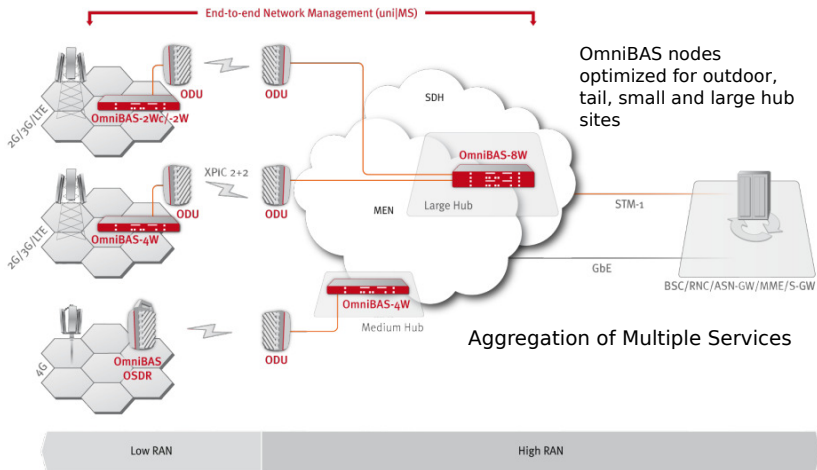 End-to-end Network Management (uni|MS)
OmniBAS nodes
optimized for outdoor,
tail, small and large hub
sites
ODU
ODU
SDH
2G/3G/LTE
OmniBAS-2Wc/-2W
OmniBAS-8W
XPIC 2+2
Large Hub
ODU
ODU
MEN
STM-1
2G/3G/LTE
OmniBAS-4W
GbE
BSC/RNC/ASN-GW/MME/S-GW
OmniBAS-4W
Medium Hub
Aggregation of Multiple Services
4G
OmniBAS
OSDR
ODU
Low RAN
High RAN